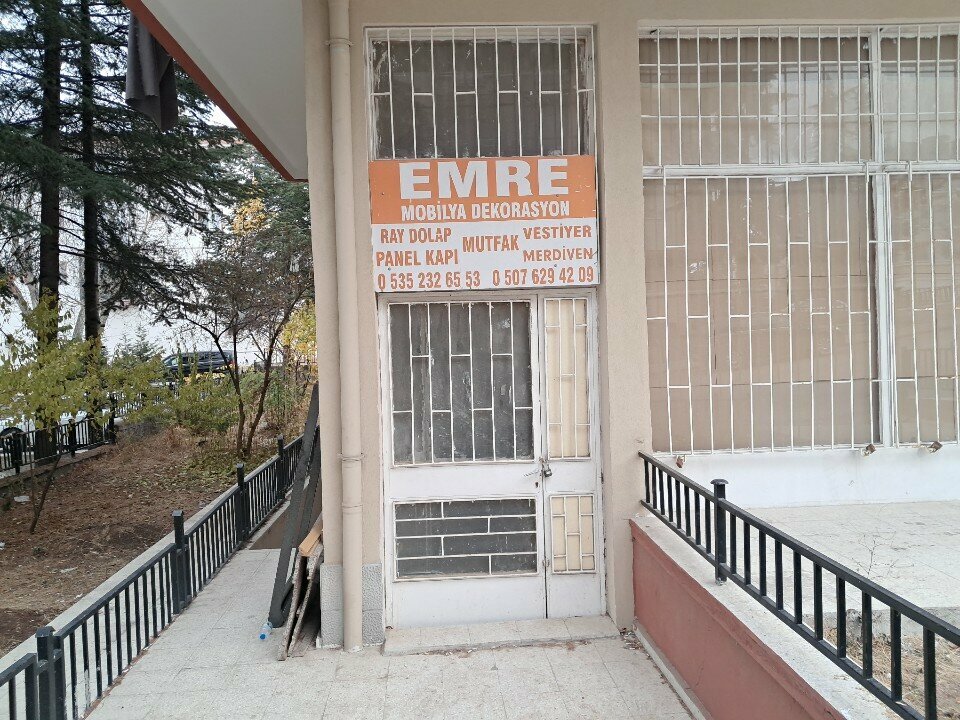 EMRE
MOBİLYA DEKORASYON
RAY DOLAP MUTFAK VESTİYER
PANEL KAPI MERDİVEN
0 535 232 65 53 0 507 629 42 09